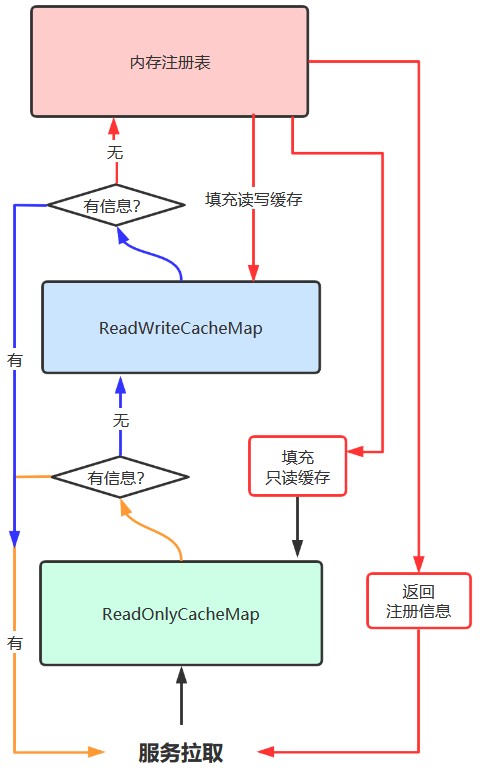 内存注册表
无
有信息?
填充读写缓存
ReadWriteCacheMap
有
无
填充
只读缓存
有信息?
ReadOnlyCacheMap
返回
注册信息
有
服务拉取